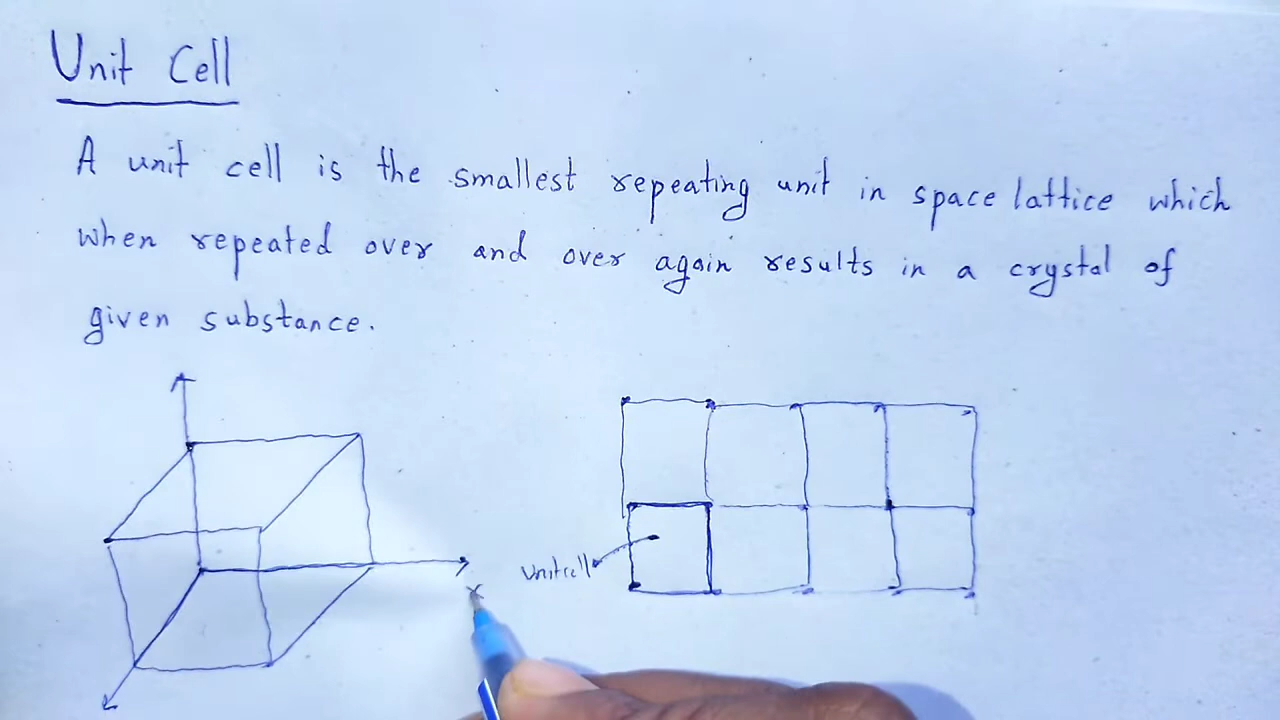 Unit Cell
A unit cell is the smallest repeating unit in space lattice which
when repeated over and over again results in a crystal of
given substance.
Unitcell
x